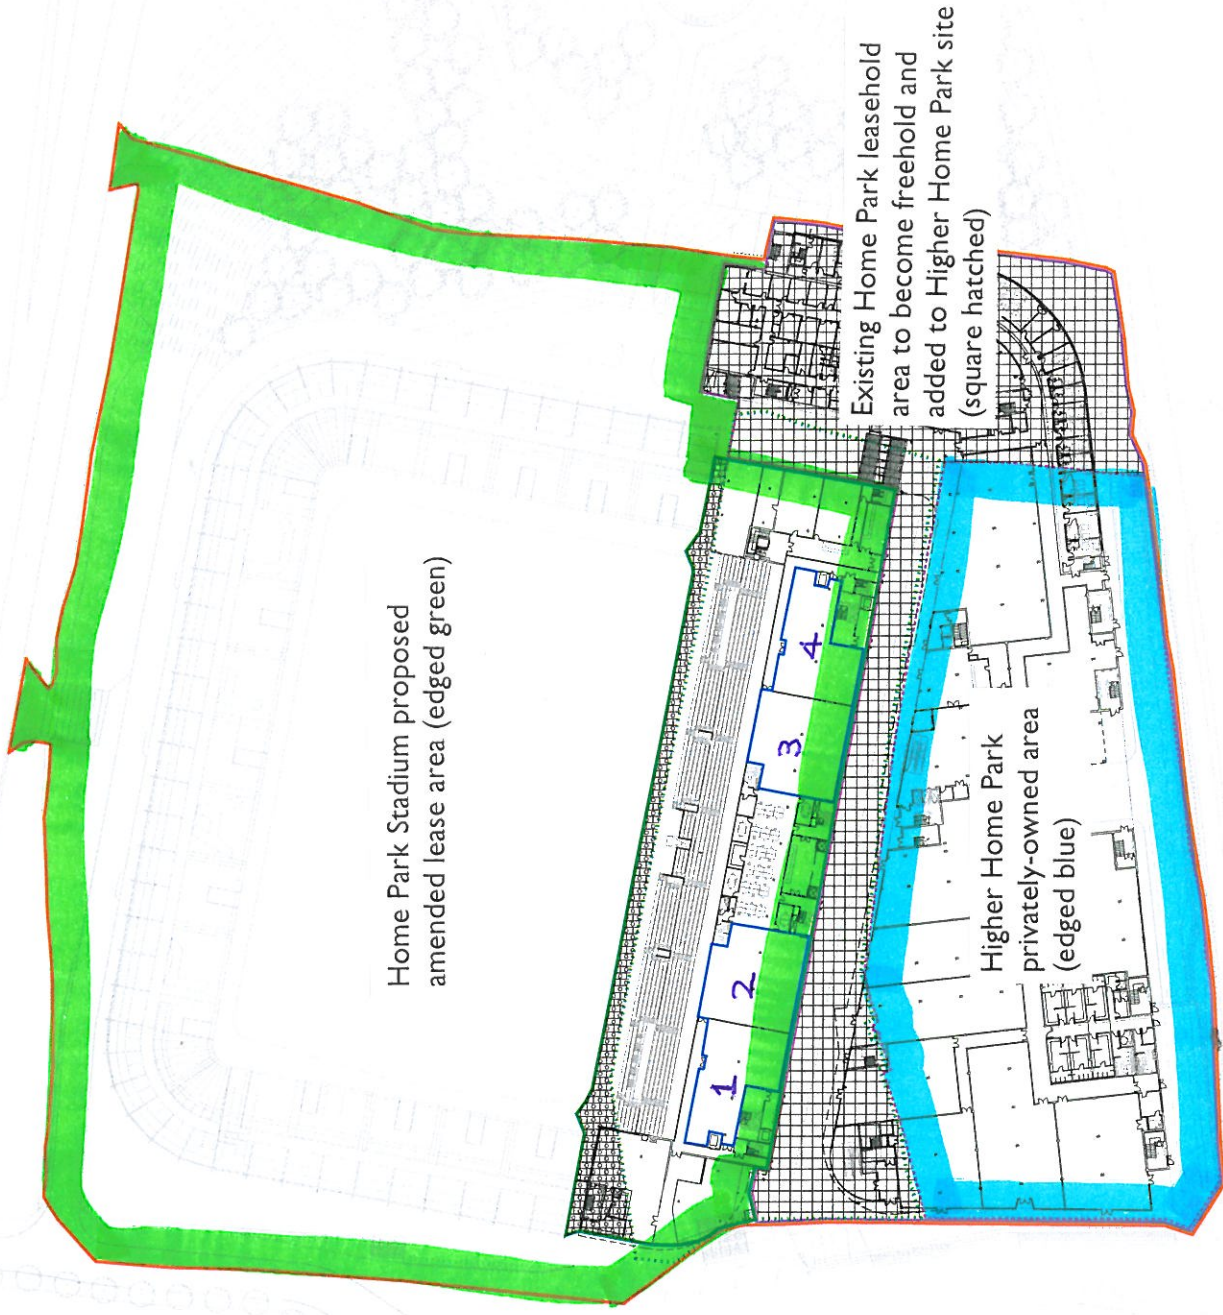 Home Park Stadium proposed
amended lease area (edged green)
Existing Home Park leasehold
area to become freehold and
added to Higher Home Park site
(square hatched)
Higher Home Park
privately-owned area
(edged blue)
1
2
3
4